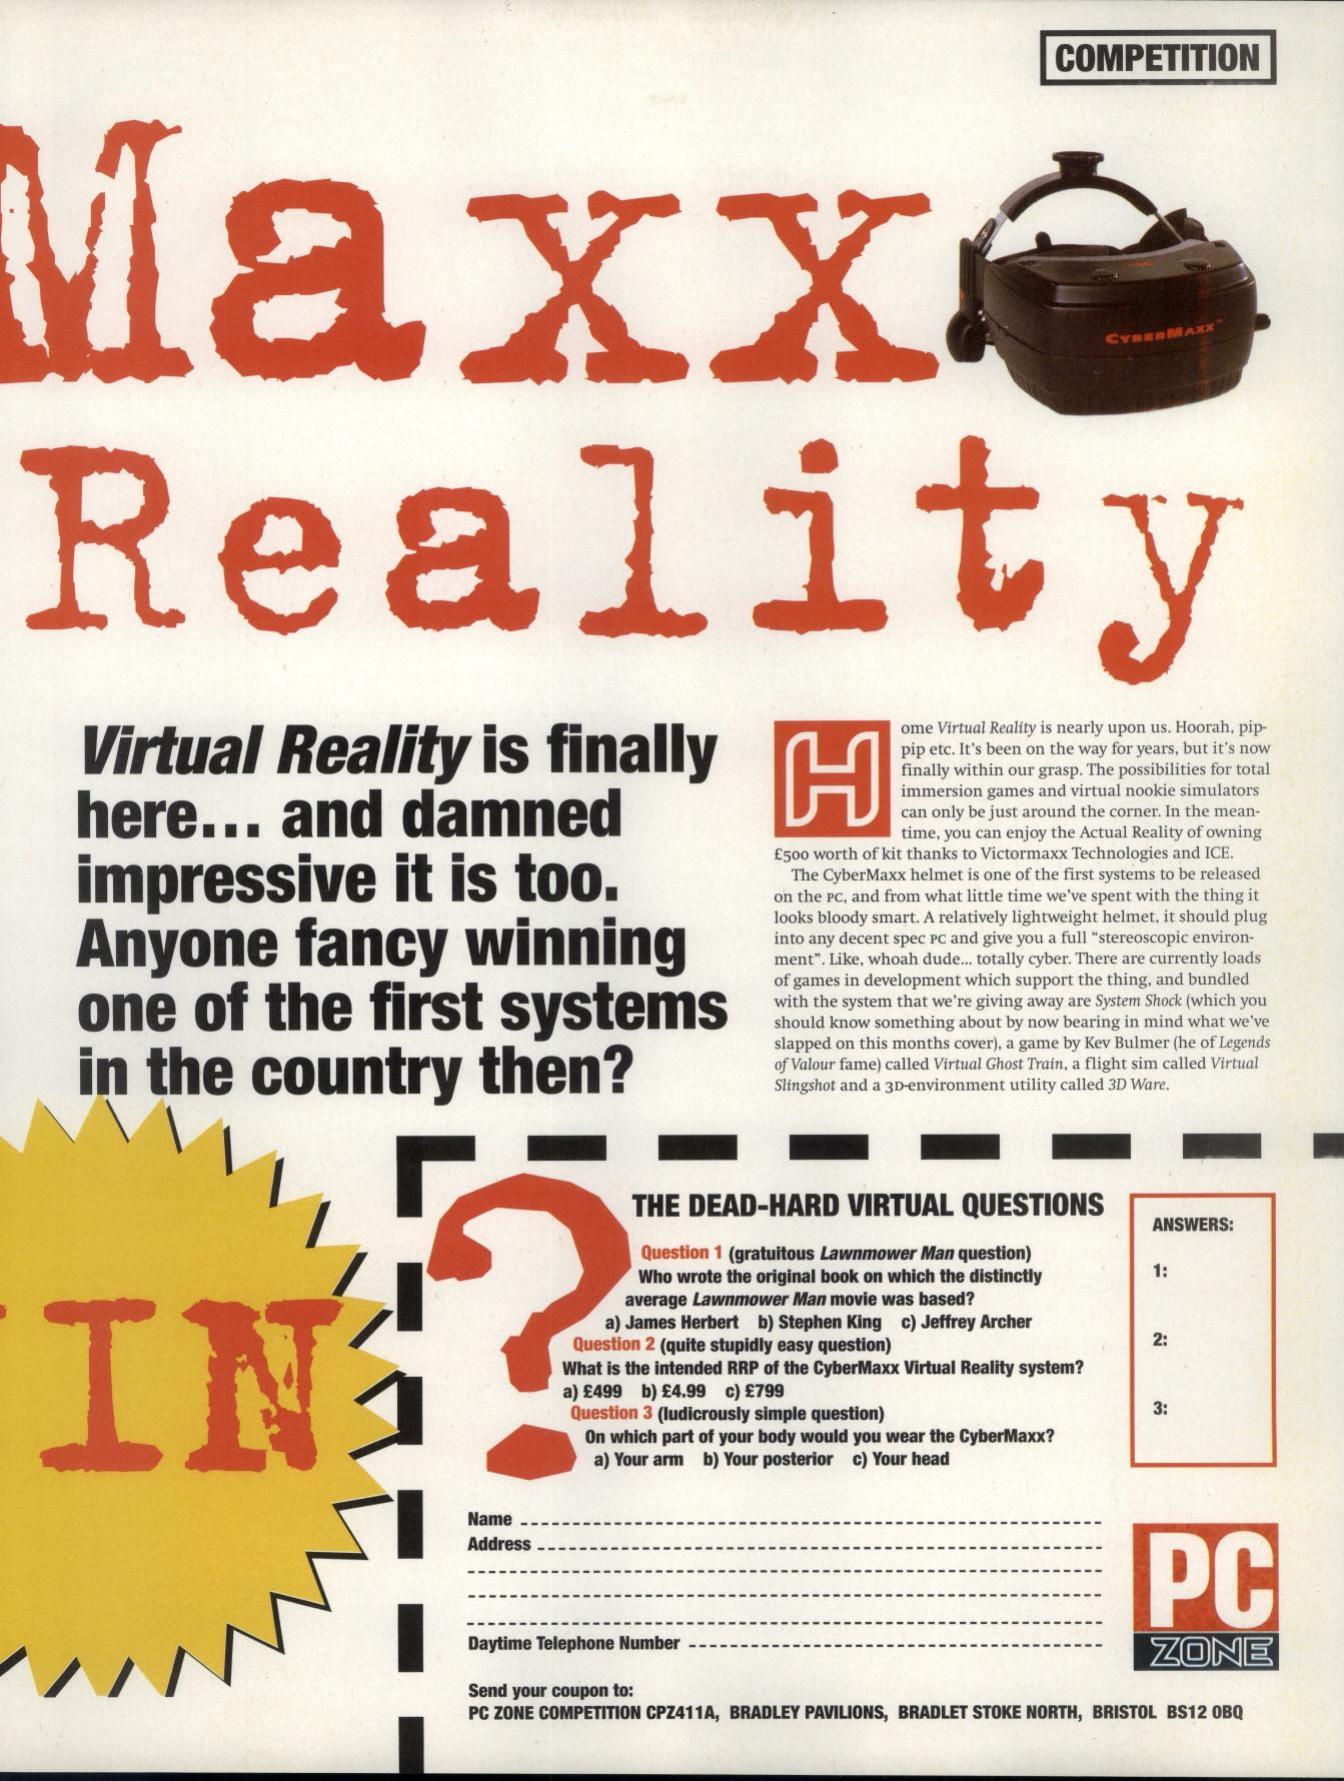 COMPETITION
Maxx
CYBERMAXX™
Reality
Virtual Reality is finally
here... and damned
impressive it is too.
Anyone fancy winning
one of the first systems
in the country then?
Home Virtual Reality is nearly upon us. Hoorah, pip-
pip etc. It's been on the way for years, but it's now
finally within our grasp. The possibilities for total
immersion games and virtual nookie simulators
can only be just around the corner. In the mean-
time, you can enjoy the Actual Reality of owning
£500 worth of kit thanks to Victormaxx Technologies and ICE.
The CyberMaxx helmet is one of the first systems to be released
on the PC, and from what little time we've spent with the thing it
looks bloody smart. A relatively lightweight helmet, it should plug
into any decent spec PC and give you a full "stereoscopic environ-
ment". Like, whoah dude... totally cyber. There are currently loads
of games in development which support the thing, and bundled
with the system that we're giving away are System Shock (which you
should know something about by now bearing in mind what we've
slapped on this months cover), a game by Kev Bulmer (he of Legends
of Valour fame) called Virtual Ghost Train, a flight sim called Virtual
Slingshot and a 3D-environment utility called 3D Ware.
IN
?
THE DEAD-HARD VIRTUAL QUESTIONS
Question 1 (gratuitous Lawnmower Man question)
Who wrote the original book on which the distinctly
average Lawnmower Man movie was based?
a) James Herbert b) Stephen King c) Jeffrey Archer
Question 2 (quite stupidly easy question)
What is the intended RRP of the CyberMaxx Virtual Reality system?
a) £499 b) £4.99 c) £799
Question 3 (ludicrously simple question)
On which part of your body would you wear the CyberMaxx?
a) Your arm b) Your posterior c) Your head
ANSWERS:
1:
2:
3:
Name
Address
Daytime Telephone Number
PC
ZONE
Send your coupon to:
PC ZONE COMPETITION CPZ411A, BRADLEY PAVILIONS, BRADLET STOKE NORTH, BRISTOL BS12 0BQ